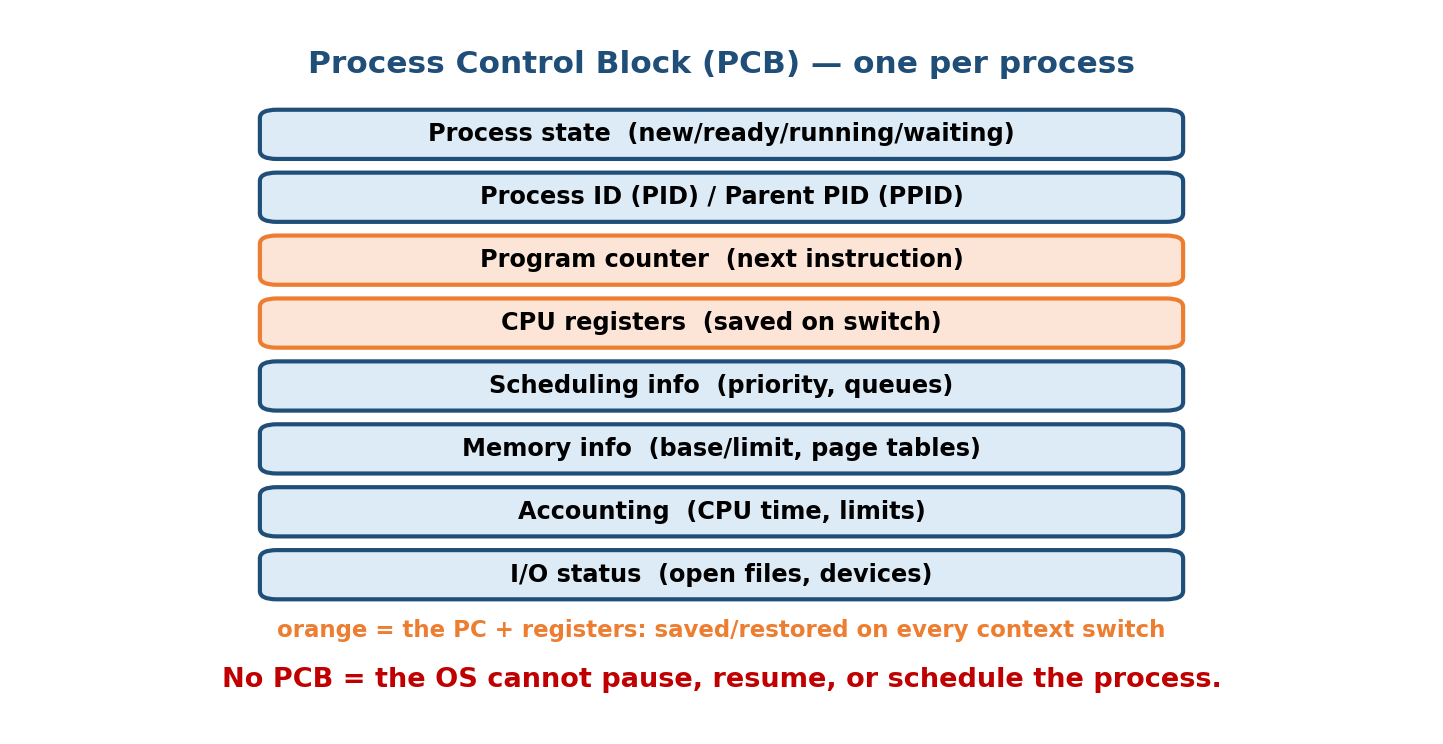 Process Control Block (PCB) — one per process
Process state (new/ready/running/waiting)
Process ID (PID) / Parent PID (PPID)
Program counter (next instruction)
CPU registers (saved on switch)
Scheduling info (priority, queues)
Memory info (base/limit, page tables)
Accounting (CPU time, limits)
I/O status (open files, devices)
orange = the PC + registers: saved/restored on every context switch
No PCB = the OS cannot pause, resume, or schedule the process.